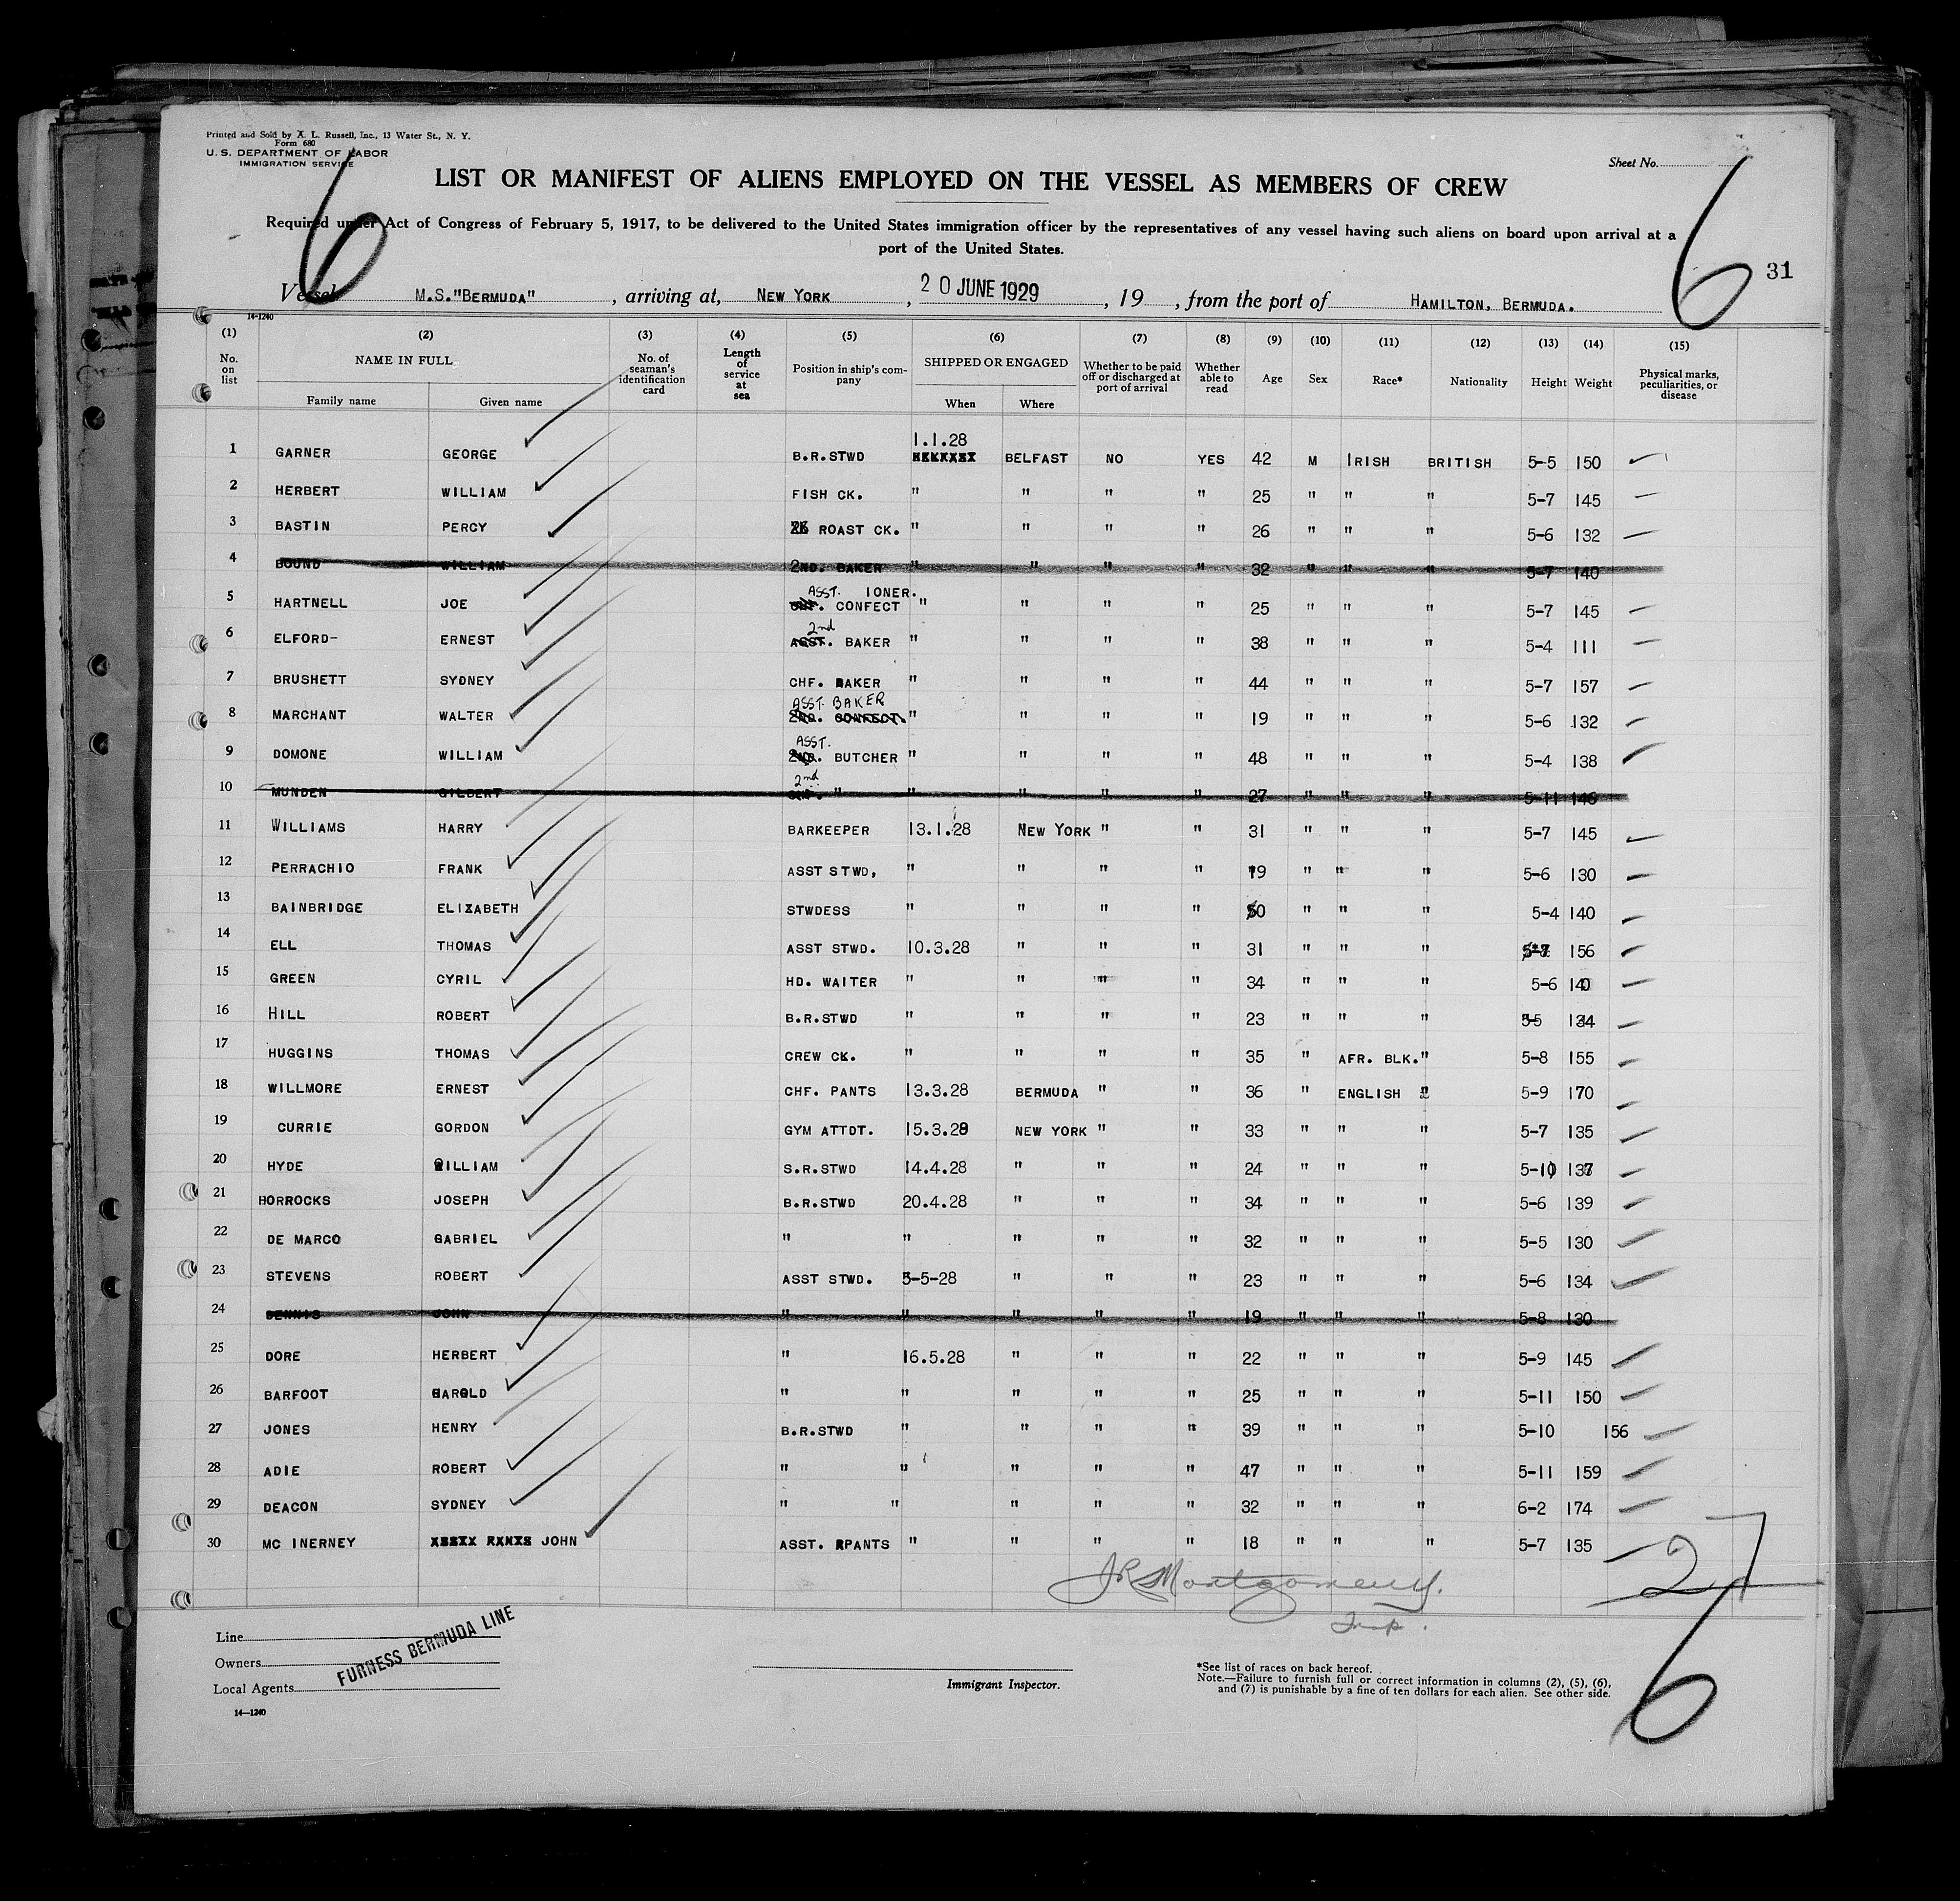 Printed and Sold by A. L. Russell, Inc., 13 Water St., N. Y.
Form 680
U. S. DEPARTMENT OF LABOR
IMMIGRATION SERVICE
Sheet No.
6
6
LIST OR MANIFEST OF ALIENS EMPLOYED ON THE VESSEL AS MEMBERS OF CREW
Required under Act of Congress of February 5, 1917, to be delivered to the United States immigration officer by the representatives of any vessel having such aliens on board upon arrival at a
port of the United States.
31
Vessel M.S."BERMUDA" , arriving at, NEW YORK , 20 JUNE 1929 , 19 , from the port of HAMILTON, BERMUDA.
14-1240
(1) (2) (3) (4) (5) (6) (7) (8) (9) (10) (11) (12) (13) (14) (15)
No. on list NAME IN FULL Family name Given name No. of seaman's identification card Length of service at sea Position in ship's company SHIPPED OR ENGAGED When Where Whether to be paid off or discharged at port of arrival Whether able to read Age Sex Race* Nationality Height Weight Physical marks, peculiarities, or disease
1 GARNER GEORGE B.R.STWD 1.1.28 BELFAST NO YES 42 M IRISH BRITISH 5-5 150
2 HERBERT WILLIAM FISH CK. " " " " 25 " " " 5-7 145
3 BASTIN PERCY ROAST CK. " " " " 26 " " " 5-6 132
4 BOUND WILLIAM 2ND. BAKER " " " " 32 " " " 5-7 140
5 HARTNELL JOE ASST. CONFECTIONER. " " " " 25 " " " 5-7 145
6 ELFORD- ERNEST ASST. 2nd BAKER " " " " 38 " " " 5-4 111
7 BRUSHETT SYDNEY CHF. BAKER " " " " 44 " " " 5-7 157
8 MARCHANT WALTER ASST. BAKER 2ND. CONFECT. " " " " 19 " " " 5-6 132
9 DOMONE WILLIAM ASST. 2ND. BUTCHER " " " " 48 " " " 5-4 138
10 MUNDEN GILBERT 2nd " " " " " 27 " " " 5-11 146
11 WILLIAMS HARRY BARKEEPER 13.1.28 NEW YORK " " 31 " " " 5-7 145
12 PERRACHIO FRANK ASST STWD, " " " " 19 " " " 5-6 130
13 BAINBRIDGE ELIZABETH STWDESS " " " " 50 " " " 5-4 140
14 ELL THOMAS ASST STWD. 10.3.28 " " " 31 " " " 156
15 GREEN CYRIL HD. WAITER " " " " 34 " " " 5-6 140
16 HILL ROBERT B.R.STWD " " " " 23 " " " 5-5 134
17 HUGGINS THOMAS CREW CK. " " " " 35 " AFR. BLK. " 5-8 155
18 WILLMORE ERNEST CHF. PANTS 13.3.28 BERMUDA " " 36 " ENGLISH " 5-9 170
19 CURRIE GORDON GYM ATTDT. 15.3.28 NEW YORK " " 33 " " " 5-7 135
20 HYDE WILLIAM S.R.STWD 14.4.28 " " " 24 " " " 5-10 137
21 HORROCKS JOSEPH B.R.STWD 20.4.28 " " " 34 " " " 5-6 139
22 DE MARCO GABRIEL " " " " " 32 " " " 5-5 130
23 STEVENS ROBERT ASST STWD. 5-5-28 " " " 23 " " " 5-6 134
24 DENNIS JOHN " " " " " 19 " " " 5-8 130
25 DORE HERBERT " 16.5.28 " " " 22 " " " 5-9 145
26 BARFOOT HAROLD " " " " " 25 " " " 5-11 150
27 JONES HENRY B.R.STWD " " " " 39 " " " 5-10 156
28 ADIE ROBERT " " " " " 47 " " " 5-11 159
29 DEACON SYDNEY " " " " " 32 " " " 6-2 174
30 MC INERNEY JOHN ASST. PANTS " " " " 18 " " " 5-7 135
J R Montgomery.
Insp.
27
6
Line
Owners
Local Agents
FURNESS BERMUDA LINE
14—1240
Immigrant Inspector.
*See list of races on back hereof.
Note.—Failure to furnish full or correct information in columns (2), (5), (6),
and (7) is punishable by a fine of ten dollars for each alien. See other side.